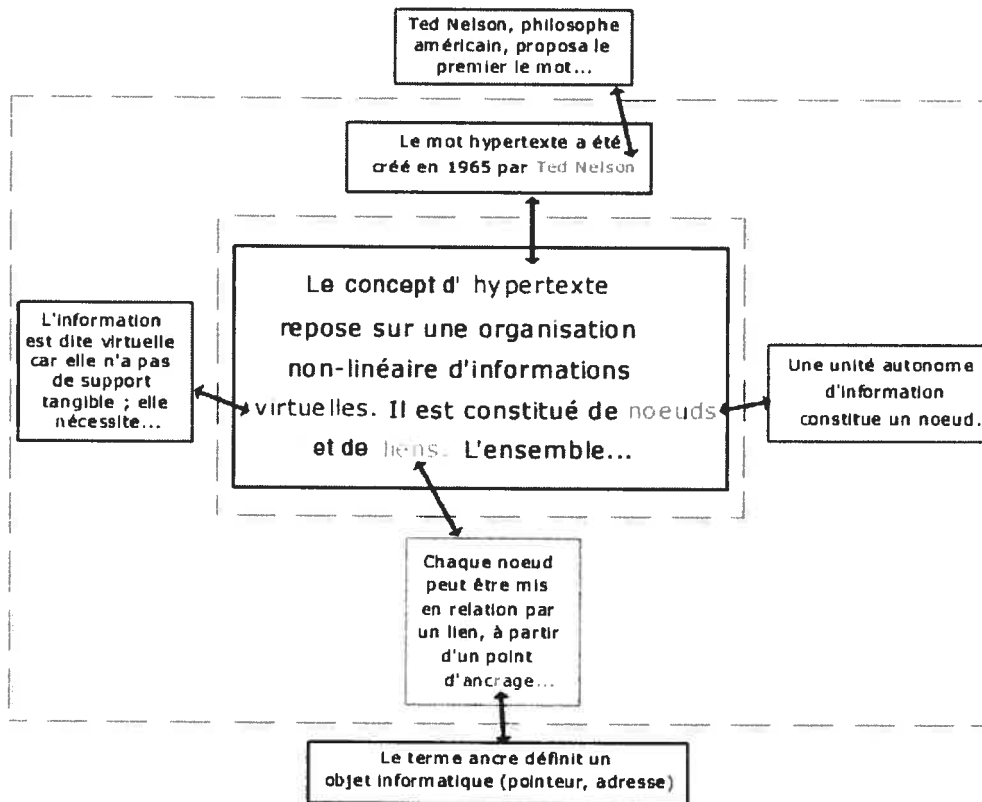 Ted Nelson, philosophe
américain, proposa le
premier le mot...
Le mot hypertexte a été
créé en 1965 par Ted Nelson
Le concept d' hypertexte
repose sur une organisation
non-linéaire d'informations
virtuelles. Il est constitué de noeuds
et de liens. L'ensemble...
L'information
est dite virtuelle
car elle n'a pas
de support
tangible ; elle
nécessite...
Une unité autonome
d'information
constitue un noeud..
Chaque noeud
peut être mis
en relation par
un lien, à partir
d'un point
d'ancrage...
Le terme ancre définit un
objet informatique (pointeur, adresse)